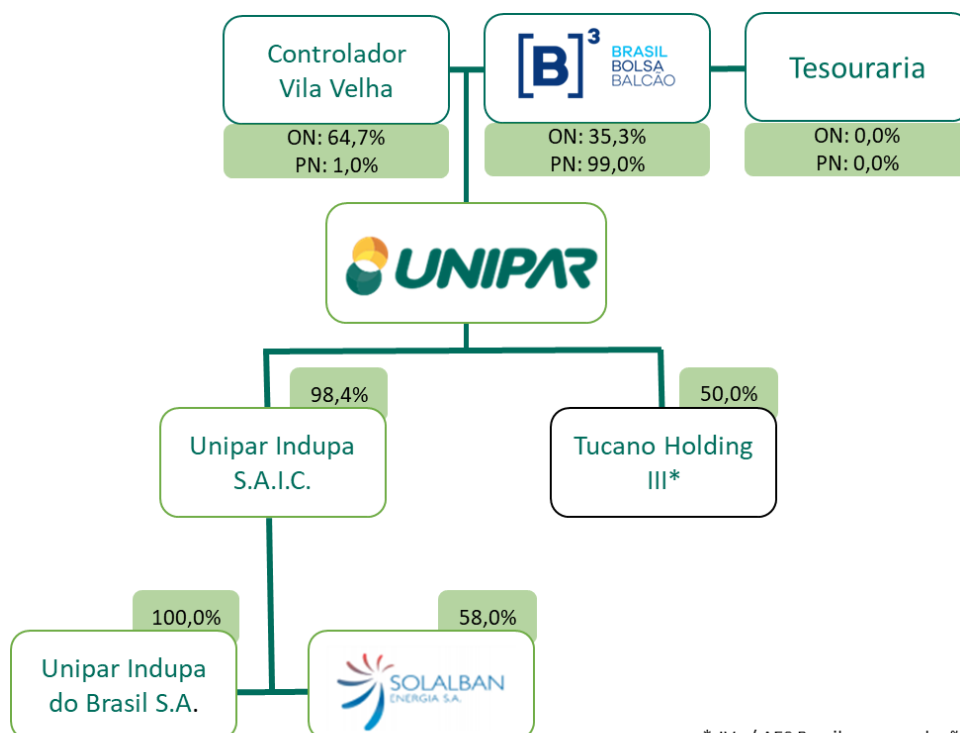 Controlador
Vila Velha
[B]³
BRASIL
BOLSA
BALCÃO
Tesouraria
ON: 64,7%
PN: 1,0%
ON: 35,3%
PN: 99,0%
ON: 0,0%
PN: 0,0%
UNIPAR
98,4%
50,0%
Unipar Indupa
S.A.I.C.
Tucano Holding
III*
100,0%
58,0%
Unipar Indupa
do Brasil S.A.
SOLALBAN
ENERGIA S.A.